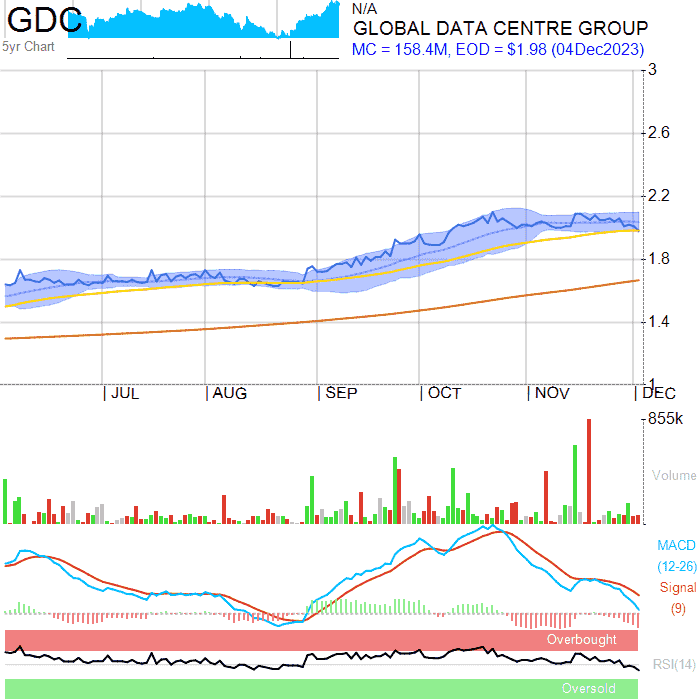 GDC
N/A
GLOBAL DATA CENTRE GROUP
5yr Chart
MC = 158.4M, EOD = $1.98 (04Dec2023)
3
2.6
2.2
1.8
1.4
1
| JUL | AUG | SEP | OCT | NOV | DEC
855k
Volume
MACD
(12-26)
Signal
(9)
Overbought
RSI(14)
Oversold